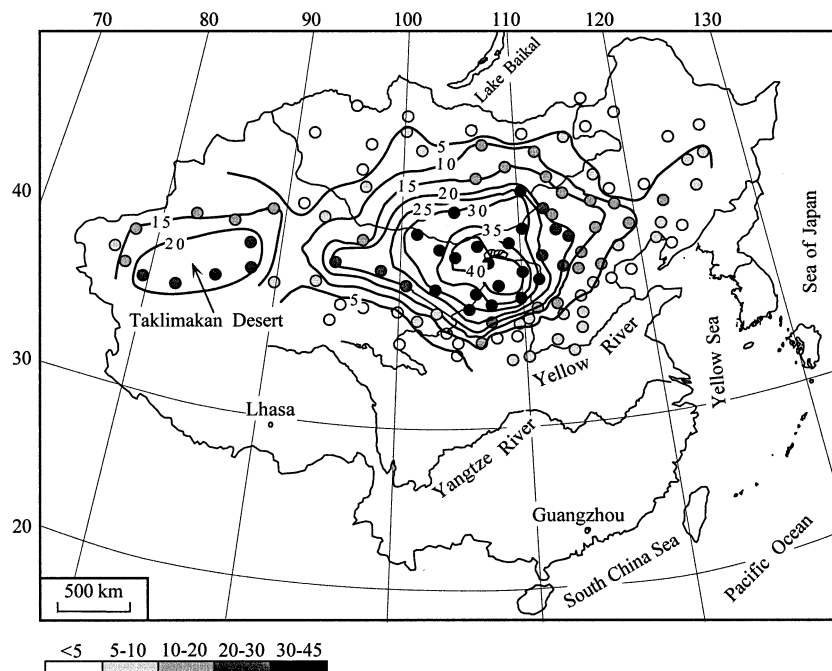 70 80 90 100 110 120 130
Lake Baikal
5
10
40
15
20
15
25 30
20
35
40
Sea of Japan
5
Taklimakan Desert
30
Yellow River
Yellow Sea
Lhasa
Yangtze River
20
Guangzhou
South China Sea
Pacific Ocean
500 km
<5 5-10 10-20 20-30 30-45